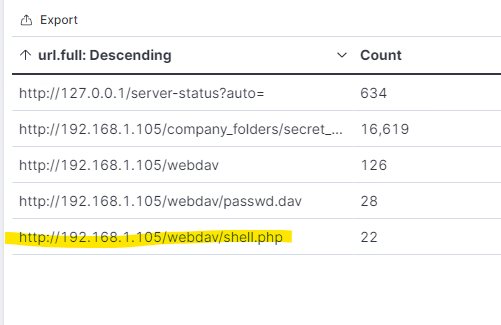 Export
url.full: Descending Count
http://127.0.0.1/server-status?auto= 634
http://192.168.1.105/company_folders/secret_... 16,619
http://192.168.1.105/webdav 126
http://192.168.1.105/webdav/passwd.dav 28
http://192.168.1.105/webdav/shell.php 22